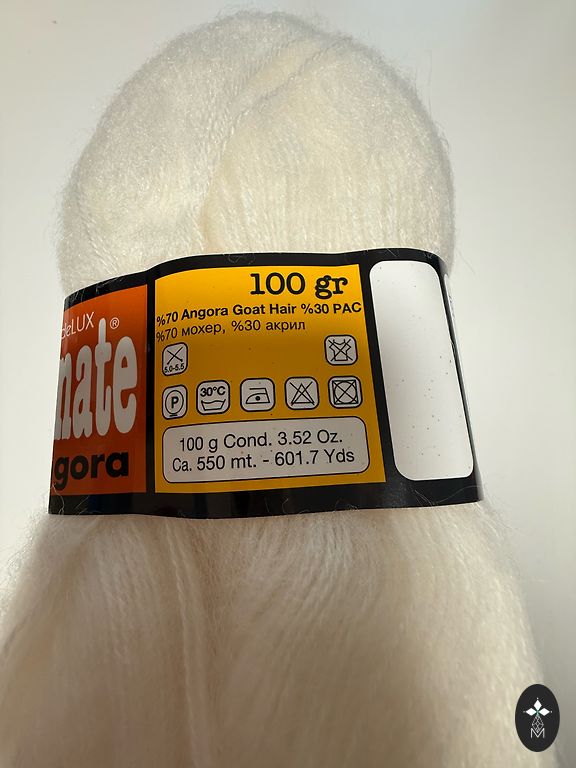 deLUX
mate ®
gora
100 gr
%70 Angora Goat Hair %30 PAC
%70 мохер, %30 акрил
5.0-5.5
P
30°C
100 g Cond. 3.52 Oz.
Ca. 550 mt. - 601.7 Yds
M